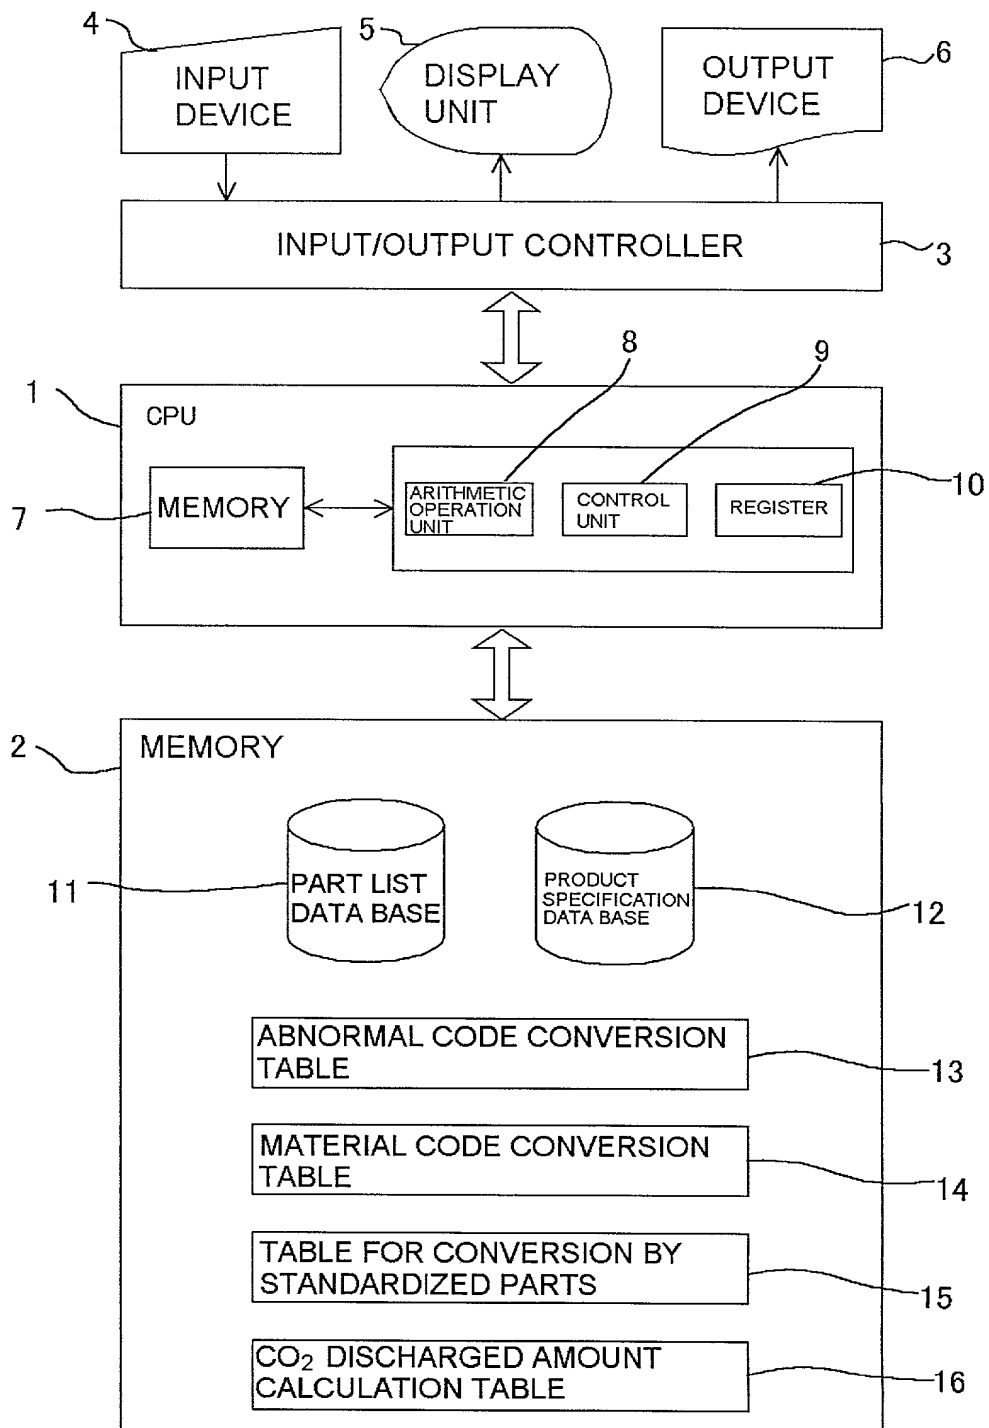 4
5
6
INPUT
DEVICE
DISPLAY
UNIT
OUTPUT
DEVICE
INPUT/OUTPUT CONTROLLER
3
8
9
1
CPU
10
7
MEMORY
ARITHMETIC
OPERATION
UNIT
CONTROL
UNIT
REGISTER
2
MEMORY
11
PART LIST
DATA BASE
PRODUCT
SPECIFICATION
DATA BASE
12
ABNORMAL CODE CONVERSION
TABLE
13
MATERIAL CODE CONVERSION
TABLE
14
TABLE FOR CONVERSION BY
STANDARDIZED PARTS
15
CO₂ DISCHARGED AMOUNT
CALCULATION TABLE
16